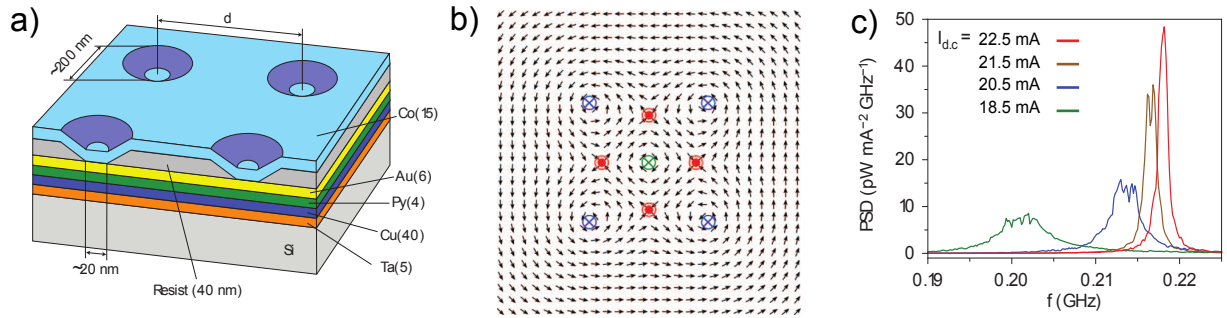 a)
d
~200 nm
Co(15)
Au(6)
Py(4)
Cu(40)
Ta(5)
Si
~20 nm
Resist (40 nm)
b)
c)
PSD (pW mA⁻² GHz⁻¹)
50
40
30
20
10
0
I_d.c = 22.5 mA
21.5 mA
20.5 mA
18.5 mA
0.19 0.20 0.21 0.22
f (GHz)